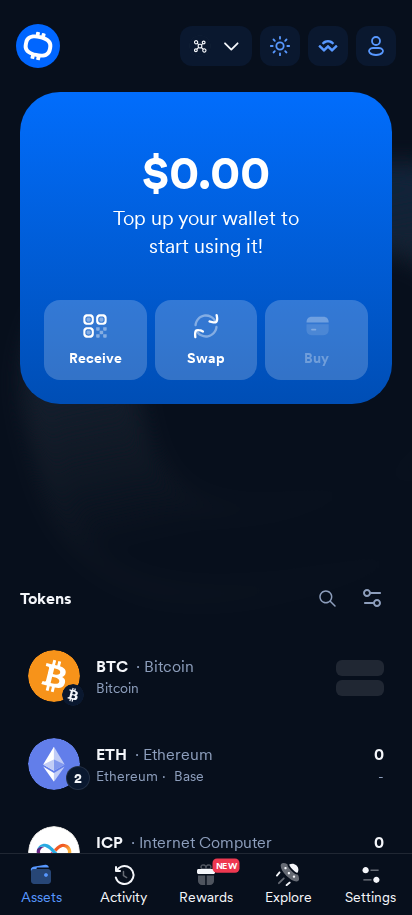 $0.00
Top up your wallet to
start using it!
Receive Swap Buy
Tokens
BTC · Bitcoin
Bitcoin
ETH · Ethereum 0
2 Ethereum · Base -
ICP · Internet Computer 0
NEW
Assets Activity Rewards Explore Settings